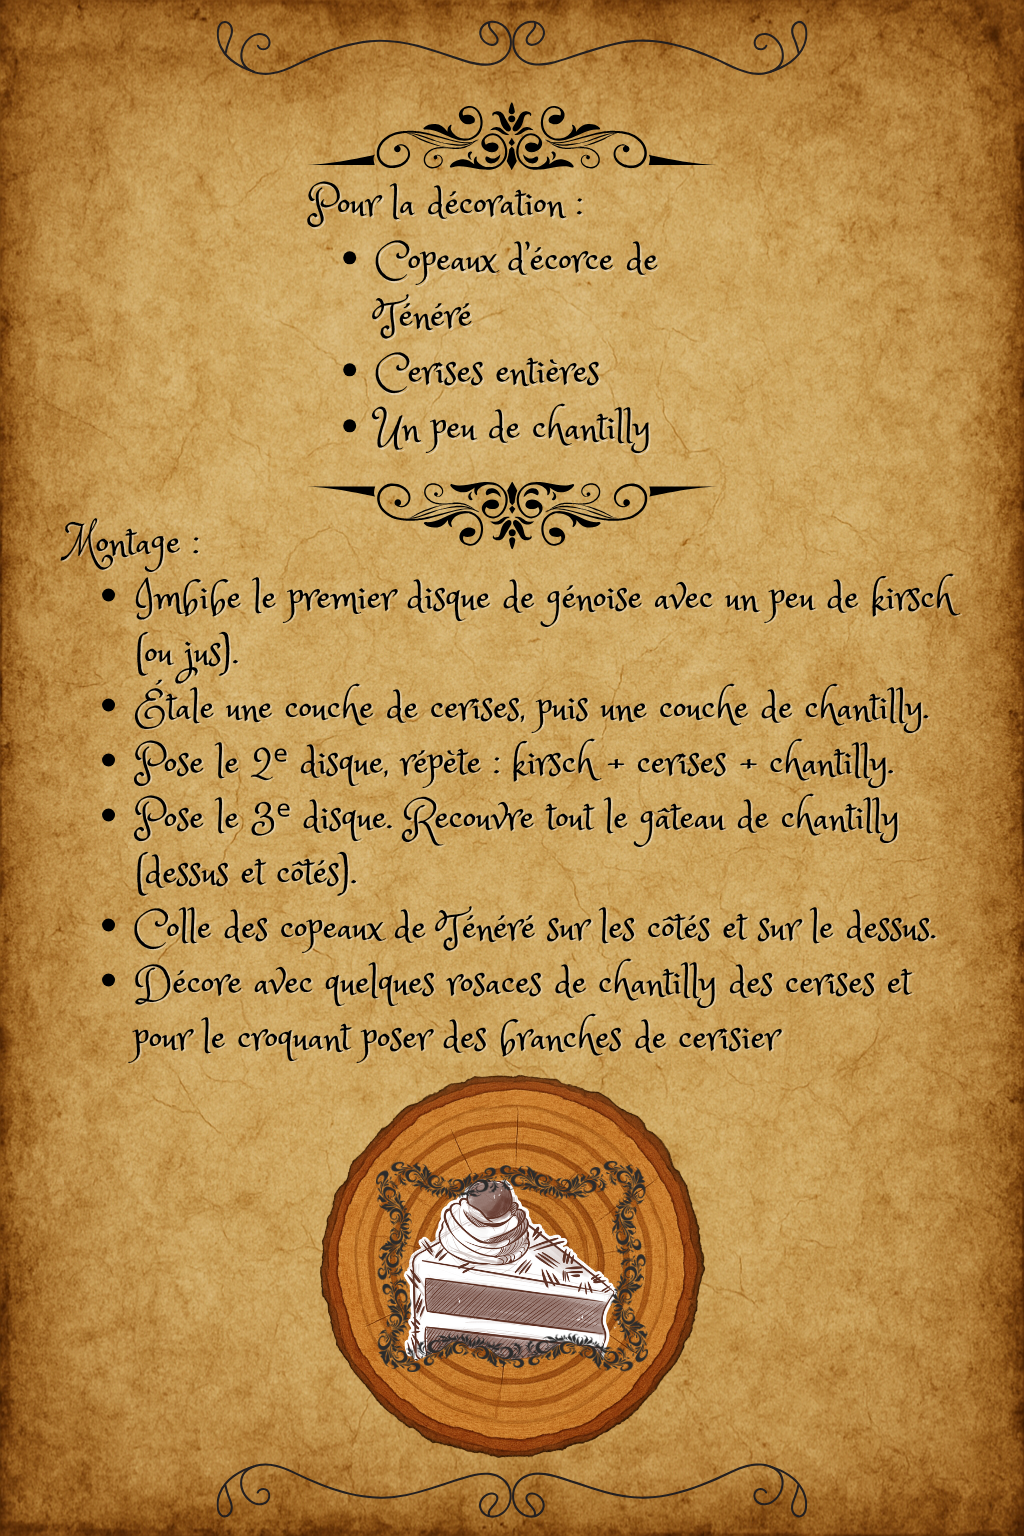 Pour la décoration :
• Copeaux d'écorce de
Ténéré
• Cerises entières
• Un peu de chantilly
Montage :
• Imbibe le premier disque de génoise avec un peu de kirsch
(ou jus).
• Étale une couche de cerises, puis une couche de chantilly.
• Pose le 2ᵉ disque, répète : kirsch + cerises + chantilly.
• Pose le 3ᵉ disque. Recouvre tout le gâteau de chantilly
(dessus et côtés).
• Colle des copeaux de Ténéré sur les côtés et sur le dessus.
• Décore avec quelques rosaces de chantilly des cerises et
pour le croquant poser des branches de cerisier